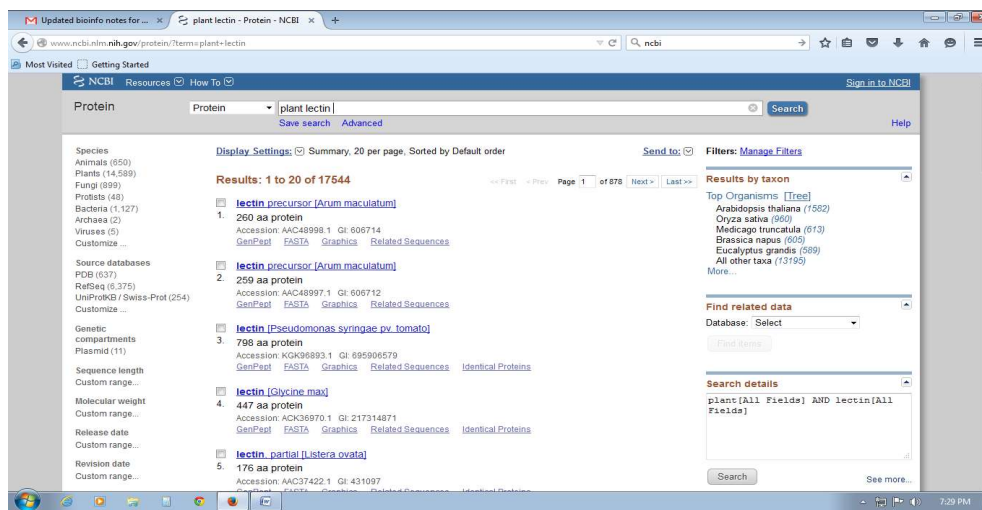 Updated bioinfo notes for ... × plant lectin - Protein - NCBI × +
www.ncbi.nlm.nih.gov/protein/?term=plant+lectin ncbi
Most Visited Getting Started
NCBI Resources How To Sign in to NCBI
Protein Protein plant lectin Search
Save search Advanced Help
Species
Animals (650)
Plants (14,589)
Fungi (899)
Protists (48)
Bacteria (1,127)
Archaea (2)
Viruses (5)
Customize ...
Source databases
PDB (637)
RefSeq (6,375)
UniProtKB / Swiss-Prot (254)
Customize ...
Genetic
compartments
Plasmid (11)
Sequence length
Custom range...
Molecular weight
Custom range...
Release date
Custom range...
Revision date
Custom range...
Display Settings: Summary, 20 per page, Sorted by Default order Send to:
Results: 1 to 20 of 17544 << First < Prev Page 1 of 878 Next > Last >>
lectin precursor [Arum maculatum]
1. 260 aa protein
Accession: AAC48998.1 GI: 606714
GenPept FASTA Graphics Related Sequences
lectin precursor [Arum maculatum]
2. 259 aa protein
Accession: AAC48997.1 GI: 606712
GenPept FASTA Graphics Related Sequences
lectin [Pseudomonas syringae pv. tomato]
3. 798 aa protein
Accession: KGK96893.1 GI: 695906579
GenPept FASTA Graphics Related Sequences Identical Proteins
lectin [Glycine max]
4. 447 aa protein
Accession: ACK36970.1 GI: 217314871
GenPept FASTA Graphics Related Sequences Identical Proteins
lectin, partial [Listera ovata]
5. 176 aa protein
Accession: AAC37422.1 GI: 431097
GenPept FASTA Graphics Related Sequences Identical Proteins
Filters: Manage Filters
Results by taxon
Top Organisms [Tree]
Arabidopsis thaliana (1582)
Oryza sativa (960)
Medicago truncatula (613)
Brassica napus (605)
Eucalyptus grandis (589)
All other taxa (13195)
More...
Find related data
Database: Select
Find items
Search details
plant[All Fields] AND lectin[All
Fields]
Search See more...
7:29 PM